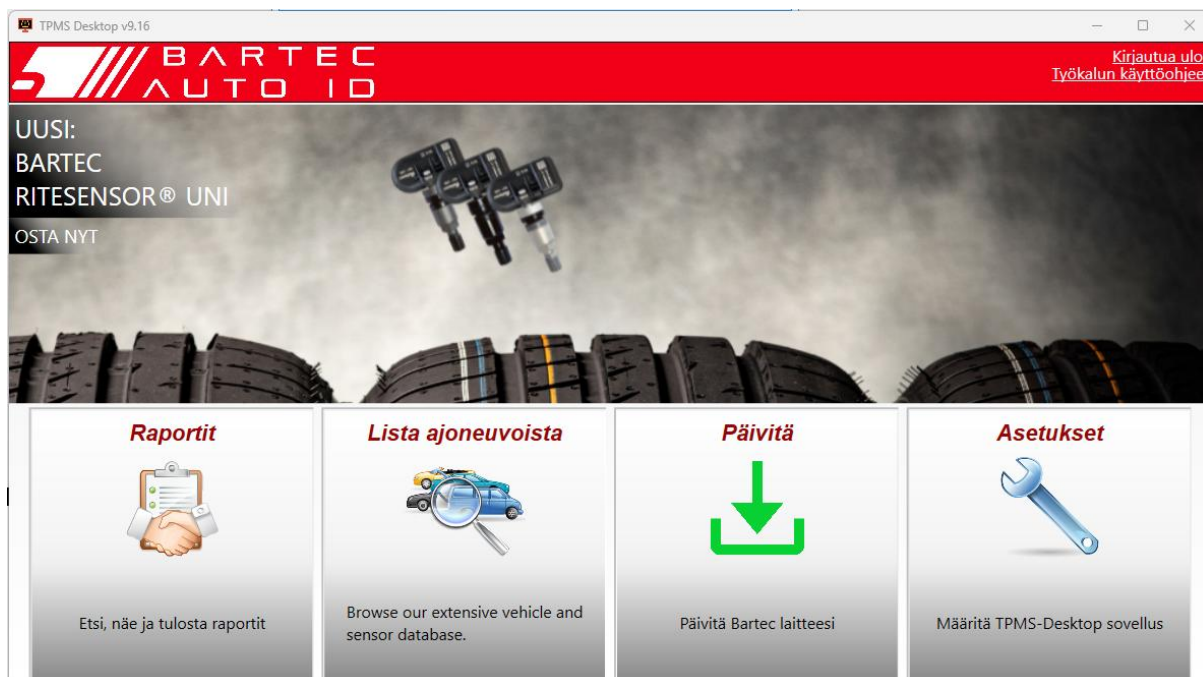 TPMS Desktop v9.16
BARTEC
AUTO ID
Kirjautua ulo
Työkalun käyttöohjee
UUSI:
BARTEC
RITESENSOR® UNI
OSTA NYT
Raportit
Etsi, näe ja tulosta raportit
Lista ajoneuvoista
Browse our extensive vehicle and
sensor database.
Päivitä
Päivitä Bartec laitteesi
Asetukset
Määritä TPMS-Desktop sovellus